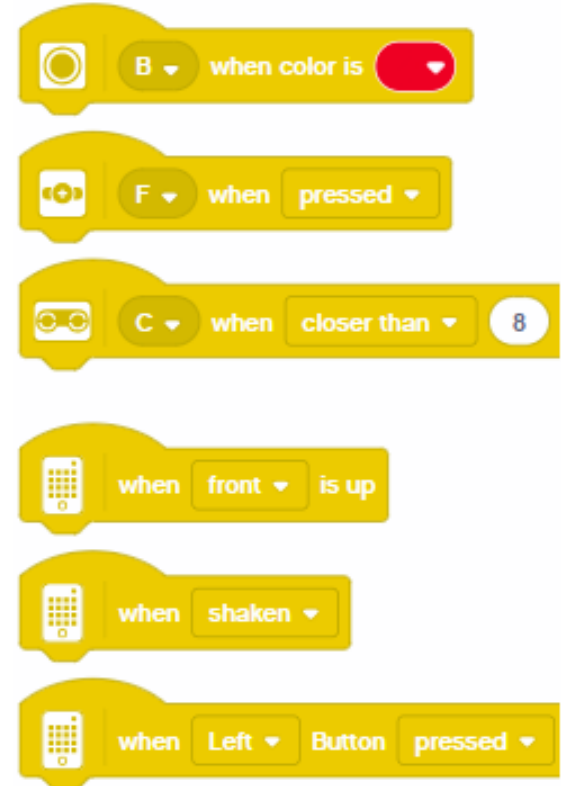 B when color is
F when pressed
C when closer than 8
when front is up
when shaken
when Left Button pressed